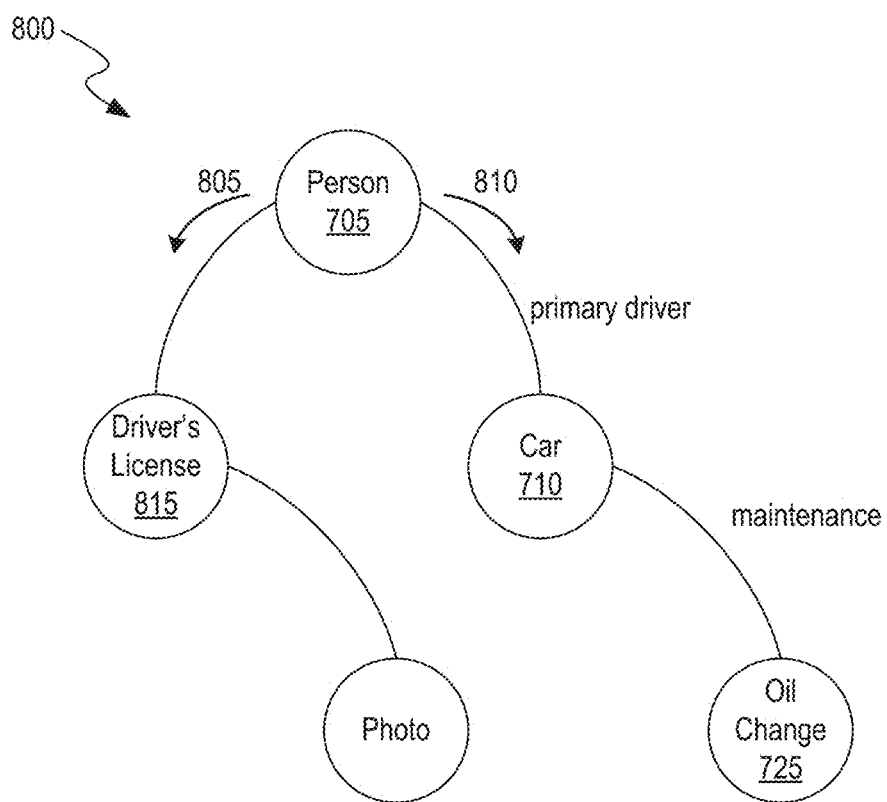 800
805
Person
705
810
primary driver
Driver's
License
815
Car
710
maintenance
Photo
Oil
Change
725